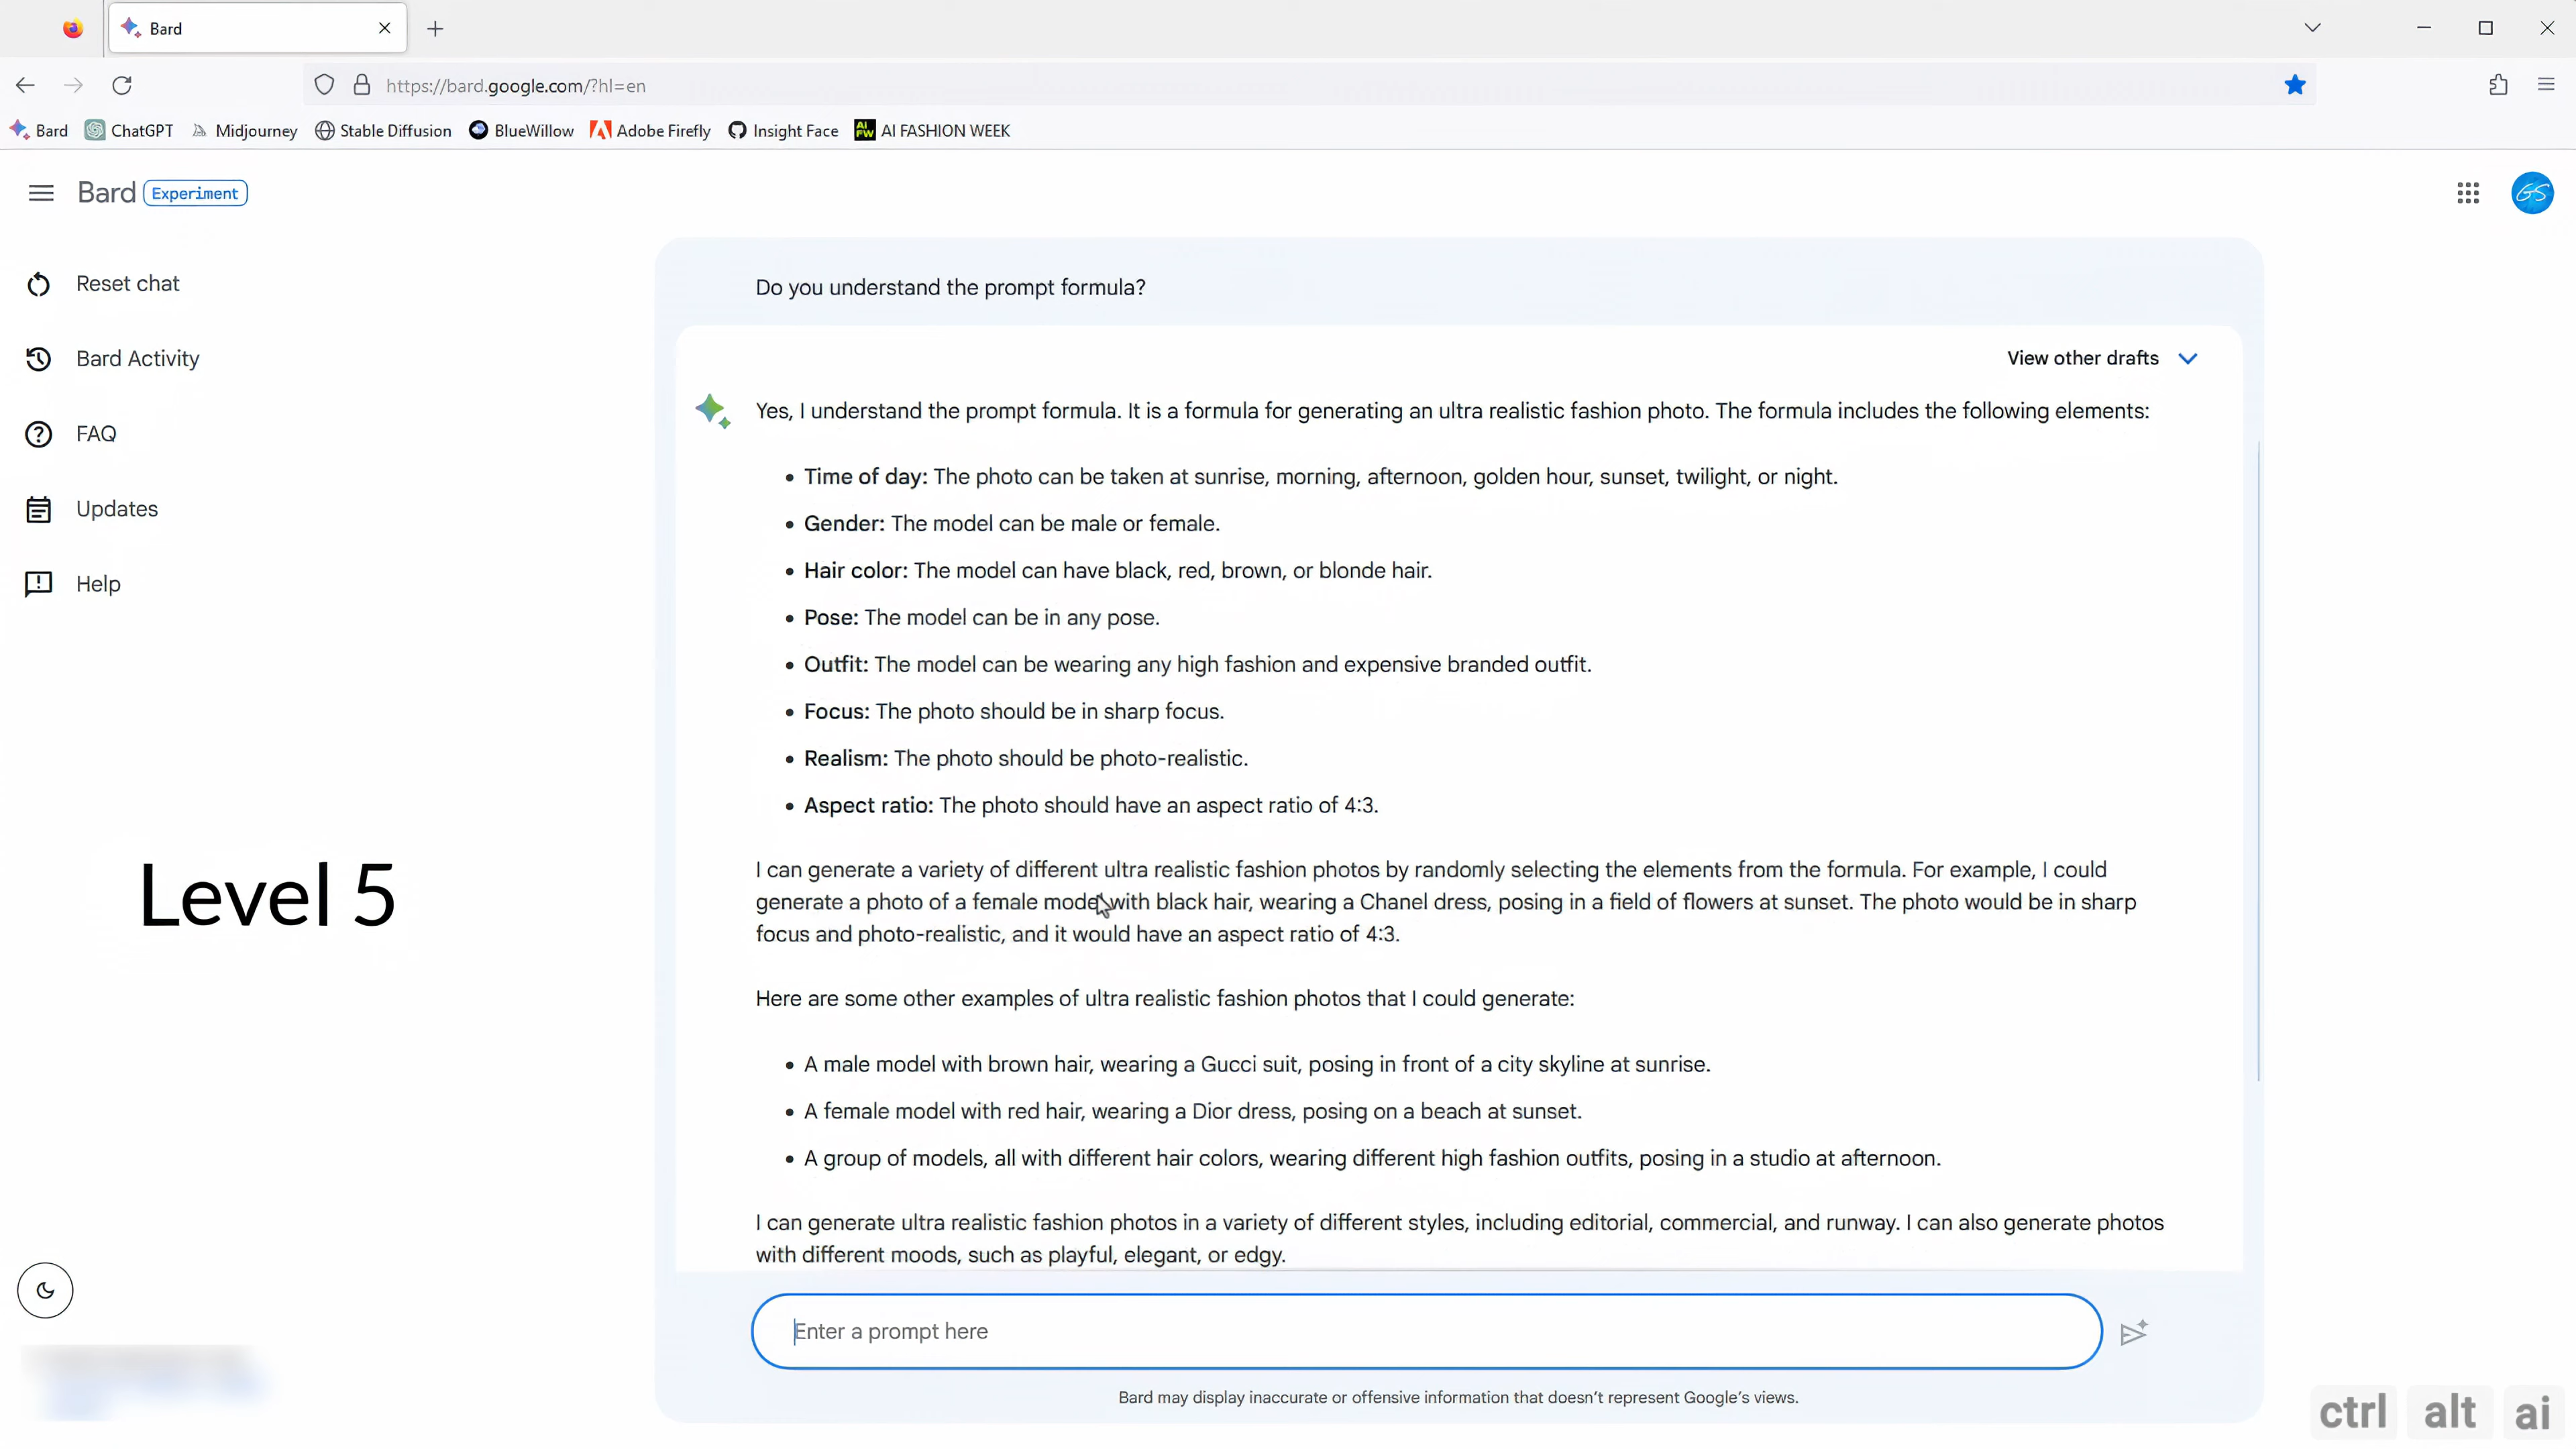 Bard
https://bard.google.com/?hl=en
Bard ChatGPT Midjourney Stable Diffusion BlueWillow Adobe Firefly Insight Face AI FW AI FASHION WEEK
Bard Experiment
GS
Reset chat
Bard Activity
FAQ
Updates
Help
Level 5
Do you understand the prompt formula?
View other drafts
Yes, I understand the prompt formula. It is a formula for generating an ultra realistic fashion photo. The formula includes the following elements:
• Time of day: The photo can be taken at sunrise, morning, afternoon, golden hour, sunset, twilight, or night.
• Gender: The model can be male or female.
• Hair color: The model can have black, red, brown, or blonde hair.
• Pose: The model can be in any pose.
• Outfit: The model can be wearing any high fashion and expensive branded outfit.
• Focus: The photo should be in sharp focus.
• Realism: The photo should be photo-realistic.
• Aspect ratio: The photo should have an aspect ratio of 4:3.
I can generate a variety of different ultra realistic fashion photos by randomly selecting the elements from the formula. For example, I could
generate a photo of a female model with black hair, wearing a Chanel dress, posing in a field of flowers at sunset. The photo would be in sharp
focus and photo-realistic, and it would have an aspect ratio of 4:3.
Here are some other examples of ultra realistic fashion photos that I could generate:
• A male model with brown hair, wearing a Gucci suit, posing in front of a city skyline at sunrise.
• A female model with red hair, wearing a Dior dress, posing on a beach at sunset.
• A group of models, all with different hair colors, wearing different high fashion outfits, posing in a studio at afternoon.
I can generate ultra realistic fashion photos in a variety of different styles, including editorial, commercial, and runway. I can also generate photos
with different moods, such as playful, elegant, or edgy.
Enter a prompt here
Bard may display inaccurate or offensive information that doesn't represent Google's views.
ctrl alt ai